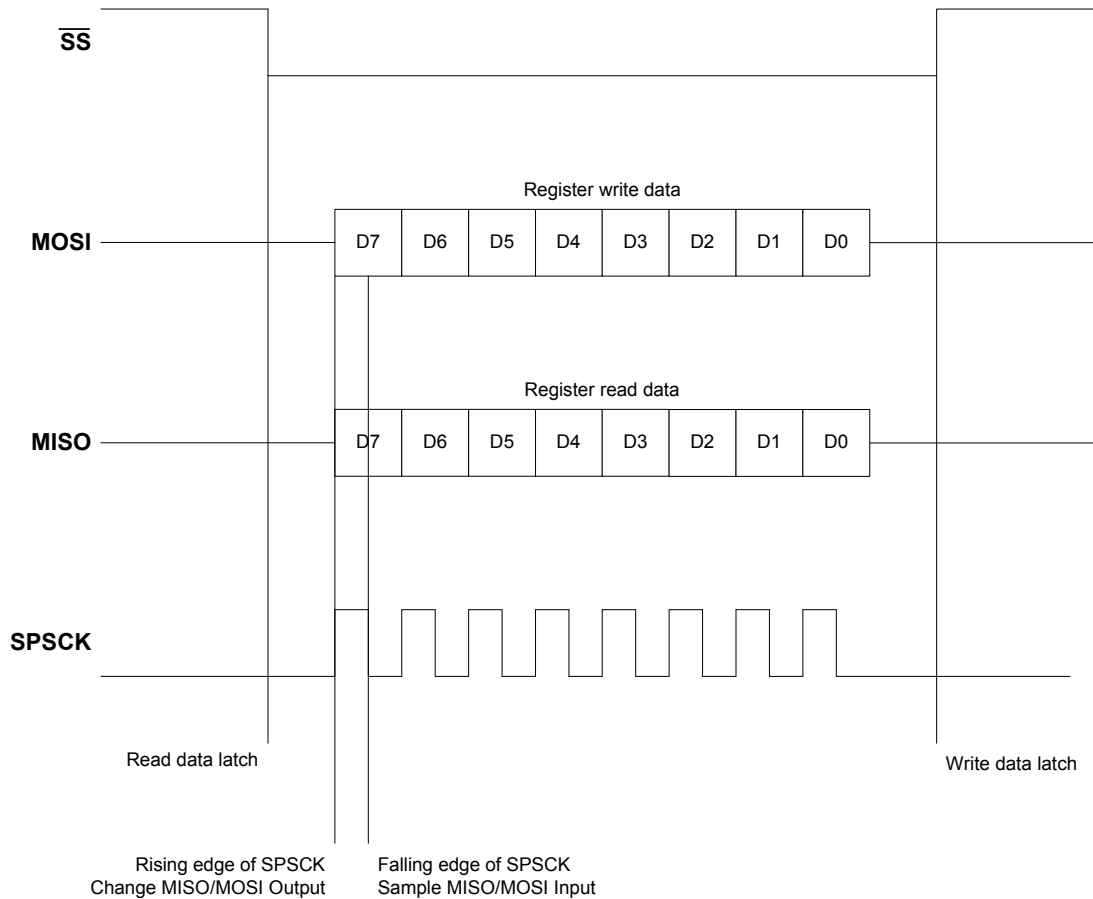 SS
Register write data
MOSI D7 D6 D5 D4 D3 D2 D1 D0
Register read data
MISO D7 D6 D5 D4 D3 D2 D1 D0
SPSCK
Read data latch
Write data latch
Rising edge of SPSCK
Change MISO/MOSI Output
Falling edge of SPSCK
Sample MISO/MOSI Input